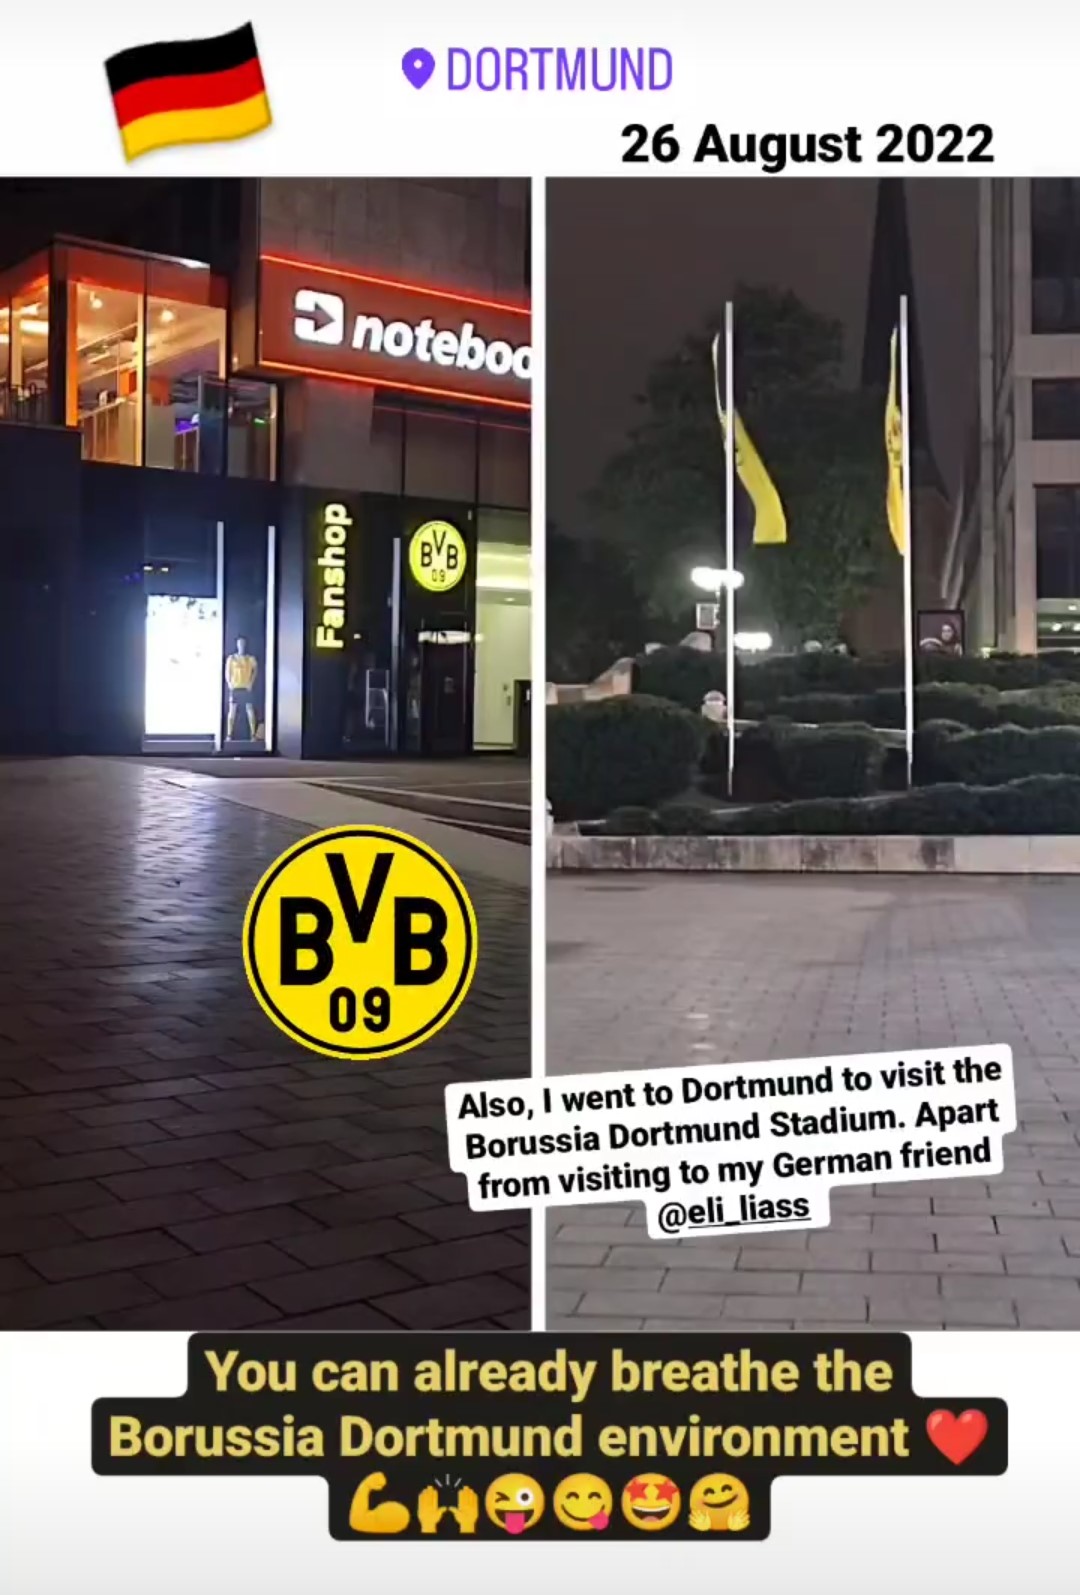 DORTMUND
26 August 2022
noteboo
Fanshop
BVB
09
BVB
09
Also, I went to Dortmund to visit the
Borussia Dortmund Stadium. Apart
from visiting to my German friend
@eli_liass
You can already breathe the
Borussia Dortmund environment ❤️
💪🙌😜😋🤩🤗